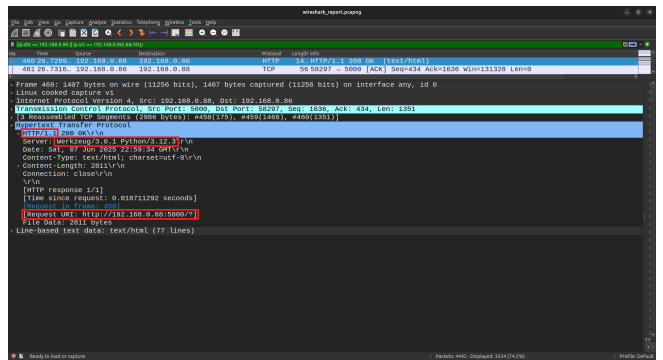 wireshark_report.pcapng
File Edit View Go Capture Analyze Statistics Telephony Wireless Tools Help
No. Time Source Destination Protocol Length Info
460 26.7299… 192.168.0.88 192.168.0.86 HTTP 14… HTTP/1.1 200 OK (text/html)
461 26.7316… 192.168.0.86 192.168.0.88 TCP 56 58297 → 5000 [ACK] Seq=434 Ack=1636 Win=131328 Len=0
Frame 460: 1407 bytes on wire (11256 bits), 1407 bytes captured (11256 bits) on interface any, id 0
Linux cooked capture v1
Internet Protocol Version 4, Src: 192.168.0.88, Dst: 192.168.0.86
Transmission Control Protocol, Src Port: 5000, Dst Port: 58297, Seq: 1636, Ack: 434, Len: 1351
[3 Reassembled TCP Segments (2986 bytes): #458(175), #459(1460), #460(1351)]
Hypertext Transfer Protocol
HTTP/1.1 200 OK\r\n
Server: Werkzeug/3.0.1 Python/3.12.3\r\n
Date: Sat, 07 Jun 2025 22:59:34 GMT\r\n
Content-Type: text/html; charset=utf-8\r\n
Content-Length: 2811\r\n
Connection: close\r\n
\r\n
[HTTP response 1/1]
[Time since request: 0.018711292 seconds]
[Request in frame: 456]
[Request URI: http://192.168.0.88:5000/?]
File Data: 2811 bytes
Line-based text data: text/html (77 lines)
Ready to load or capture Packets: 4492 · Displayed: 3334 (74.2%) Profile: Default